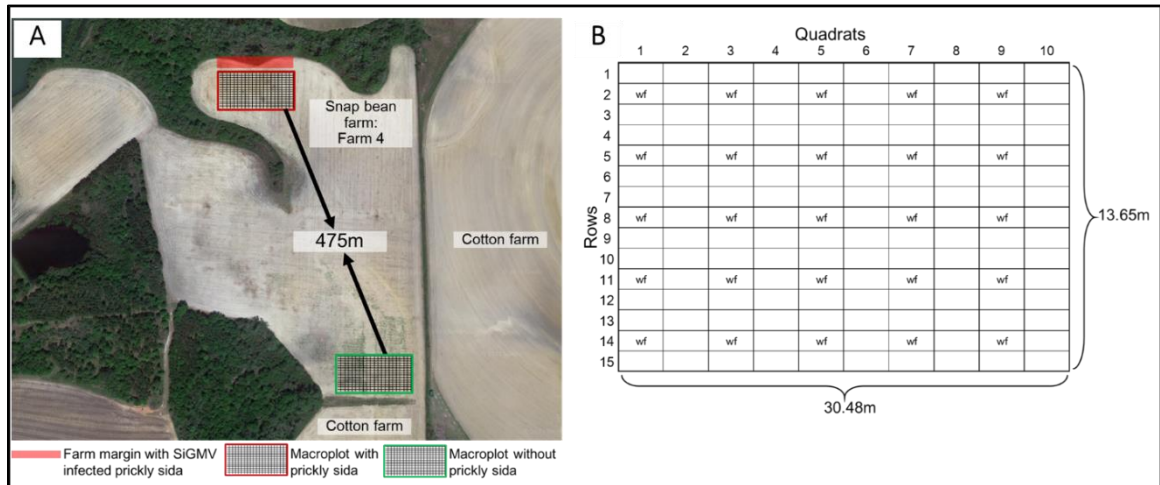 A
Snap bean
farm:
Farm 4
475m
Cotton farm
Cotton farm
Farm margin with SiGMV
infected prickly sida
Macroplot with
prickly sida
Macroplot without
prickly sida
B
Quadrats
1 2 3 4 5 6 7 8 9 10
Rows
1
2 wf wf wf wf wf
3
4
5 wf wf wf wf wf
6
7
8 wf wf wf wf wf
9
10
11 wf wf wf wf wf
12
13
14 wf wf wf wf wf
15
13.65m
30.48m